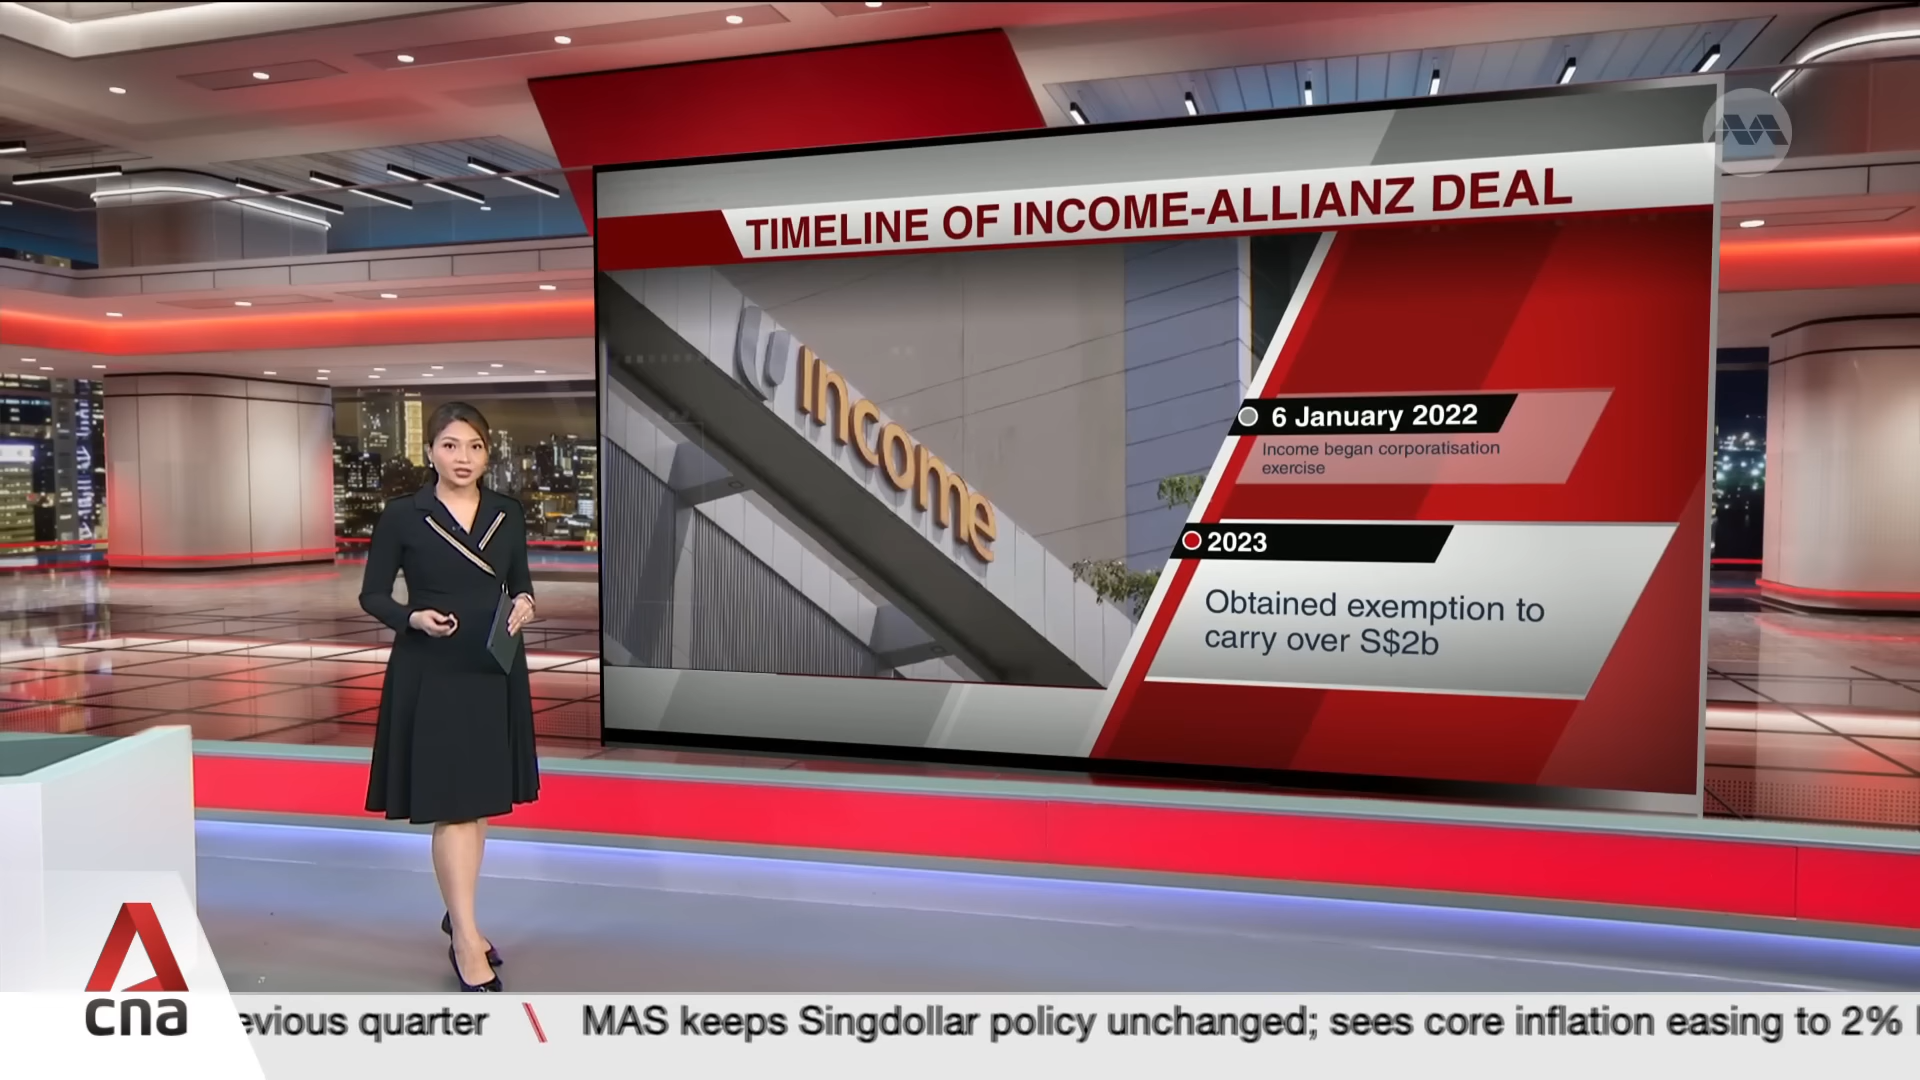 TIMELINE OF INCOME-ALLIANZ DEAL
income
6 January 2022
Income began corporatisation
exercise
2023
Obtained exemption to
carry over S$2b
cna
evious quarter \ MAS keeps Singdollar policy unchanged; sees core inflation easing to 2%